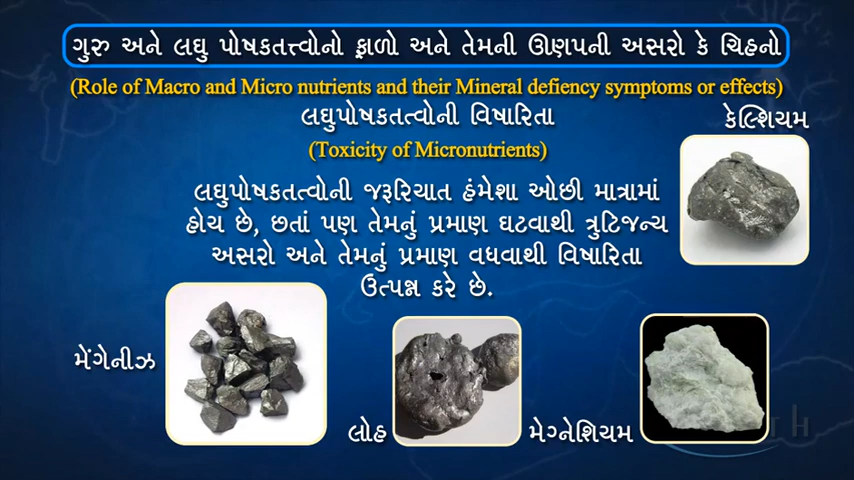 ગુરુ અને લઘુ પોષકતત્ત્વોનો ફાળો અને તેમની ઊણપની અસરો કે ચિહનો
(Role of Macro and Micro nutrients and their Mineral defiency symptoms or effects)
લઘુપોષકતત્વોની વિષારિતા
(Toxicity of Micronutrients)
કેલ્શિયમ
લઘુપોષકતત્વોની જરૂરિયાત હંમેશા ઓછી માત્રામાં
હોય છે, છતાં પણ તેમનું પ્રમાણ ઘટવાથી ત્રુટિજન્ય
અસરો અને તેમનું પ્રમાણ વધવાથી વિષારિતા
ઉત્પન્ન કરે છે.
મેંગેનીઝ
લોહ
મેગ્નેશિયમ